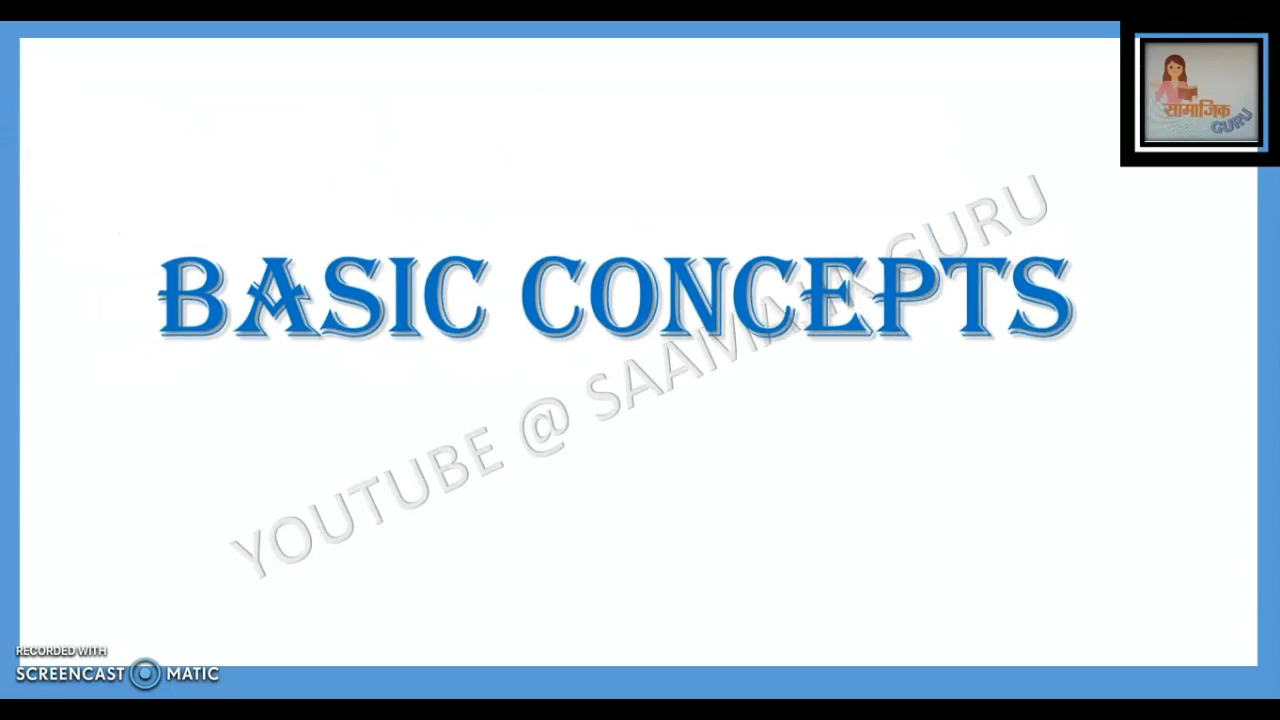 सामाजिक
GURU
BASIC CONCEPTS
YOUTUBE @ SAAMAJIK GURU
RECORDED WITH
SCREENCAST MATIC